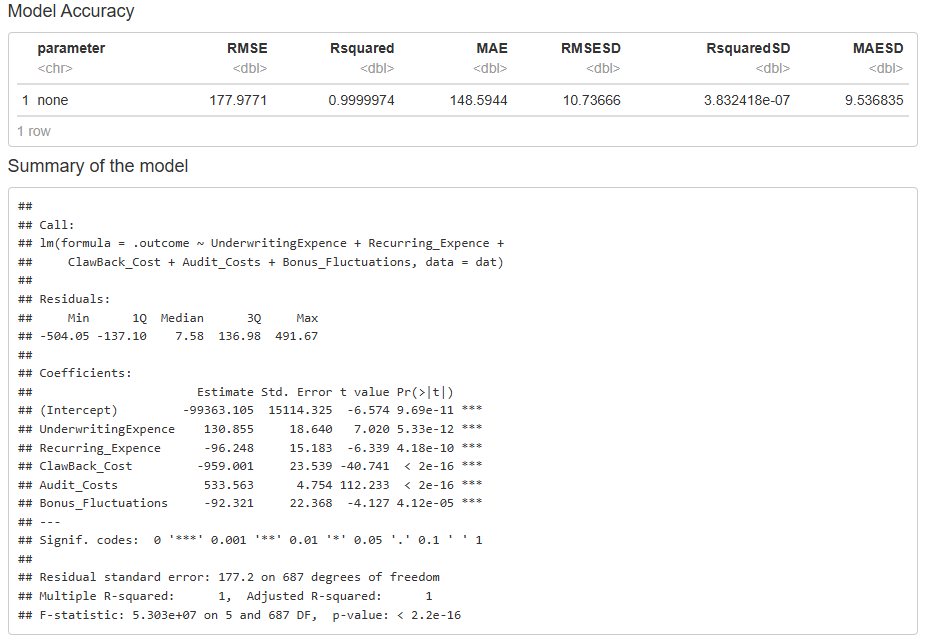 Model Accuracy
parameter RMSE Rsquared MAE RMSESD RsquaredSD MAESD
<chr> <dbl> <dbl> <dbl> <dbl> <dbl> <dbl>
1 none 177.9771 0.9999974 148.5944 10.73666 3.832418e-07 9.536835
1 row
Summary of the model
##
## Call:
## lm(formula = .outcome ~ UnderwritingExpence + Recurring_Expence +
##     ClawBack_Cost + Audit_Costs + Bonus_Fluctuations, data = dat)
##
## Residuals:
##     Min      1Q  Median      3Q     Max
## -504.05 -137.10    7.58  136.98  491.67
##
## Coefficients:
##                       Estimate Std. Error t value Pr(>|t|)
## (Intercept)         -99363.105  15114.325  -6.574 9.69e-11 ***
## UnderwritingExpence    130.855     18.640   7.020 5.33e-12 ***
## Recurring_Expence      -96.248     15.183  -6.339 4.18e-10 ***
## ClawBack_Cost         -959.001     23.539 -40.741  < 2e-16 ***
## Audit_Costs            533.563      4.754 112.233  < 2e-16 ***
## Bonus_Fluctuations     -92.321     22.368  -4.127 4.12e-05 ***
## ---
## Signif. codes:  0 '***' 0.001 '**' 0.01 '*' 0.05 '.' 0.1 ' ' 1
##
## Residual standard error: 177.2 on 687 degrees of freedom
## Multiple R-squared:      1,  Adjusted R-squared:      1
## F-statistic: 5.303e+07 on 5 and 687 DF,  p-value: < 2.2e-16